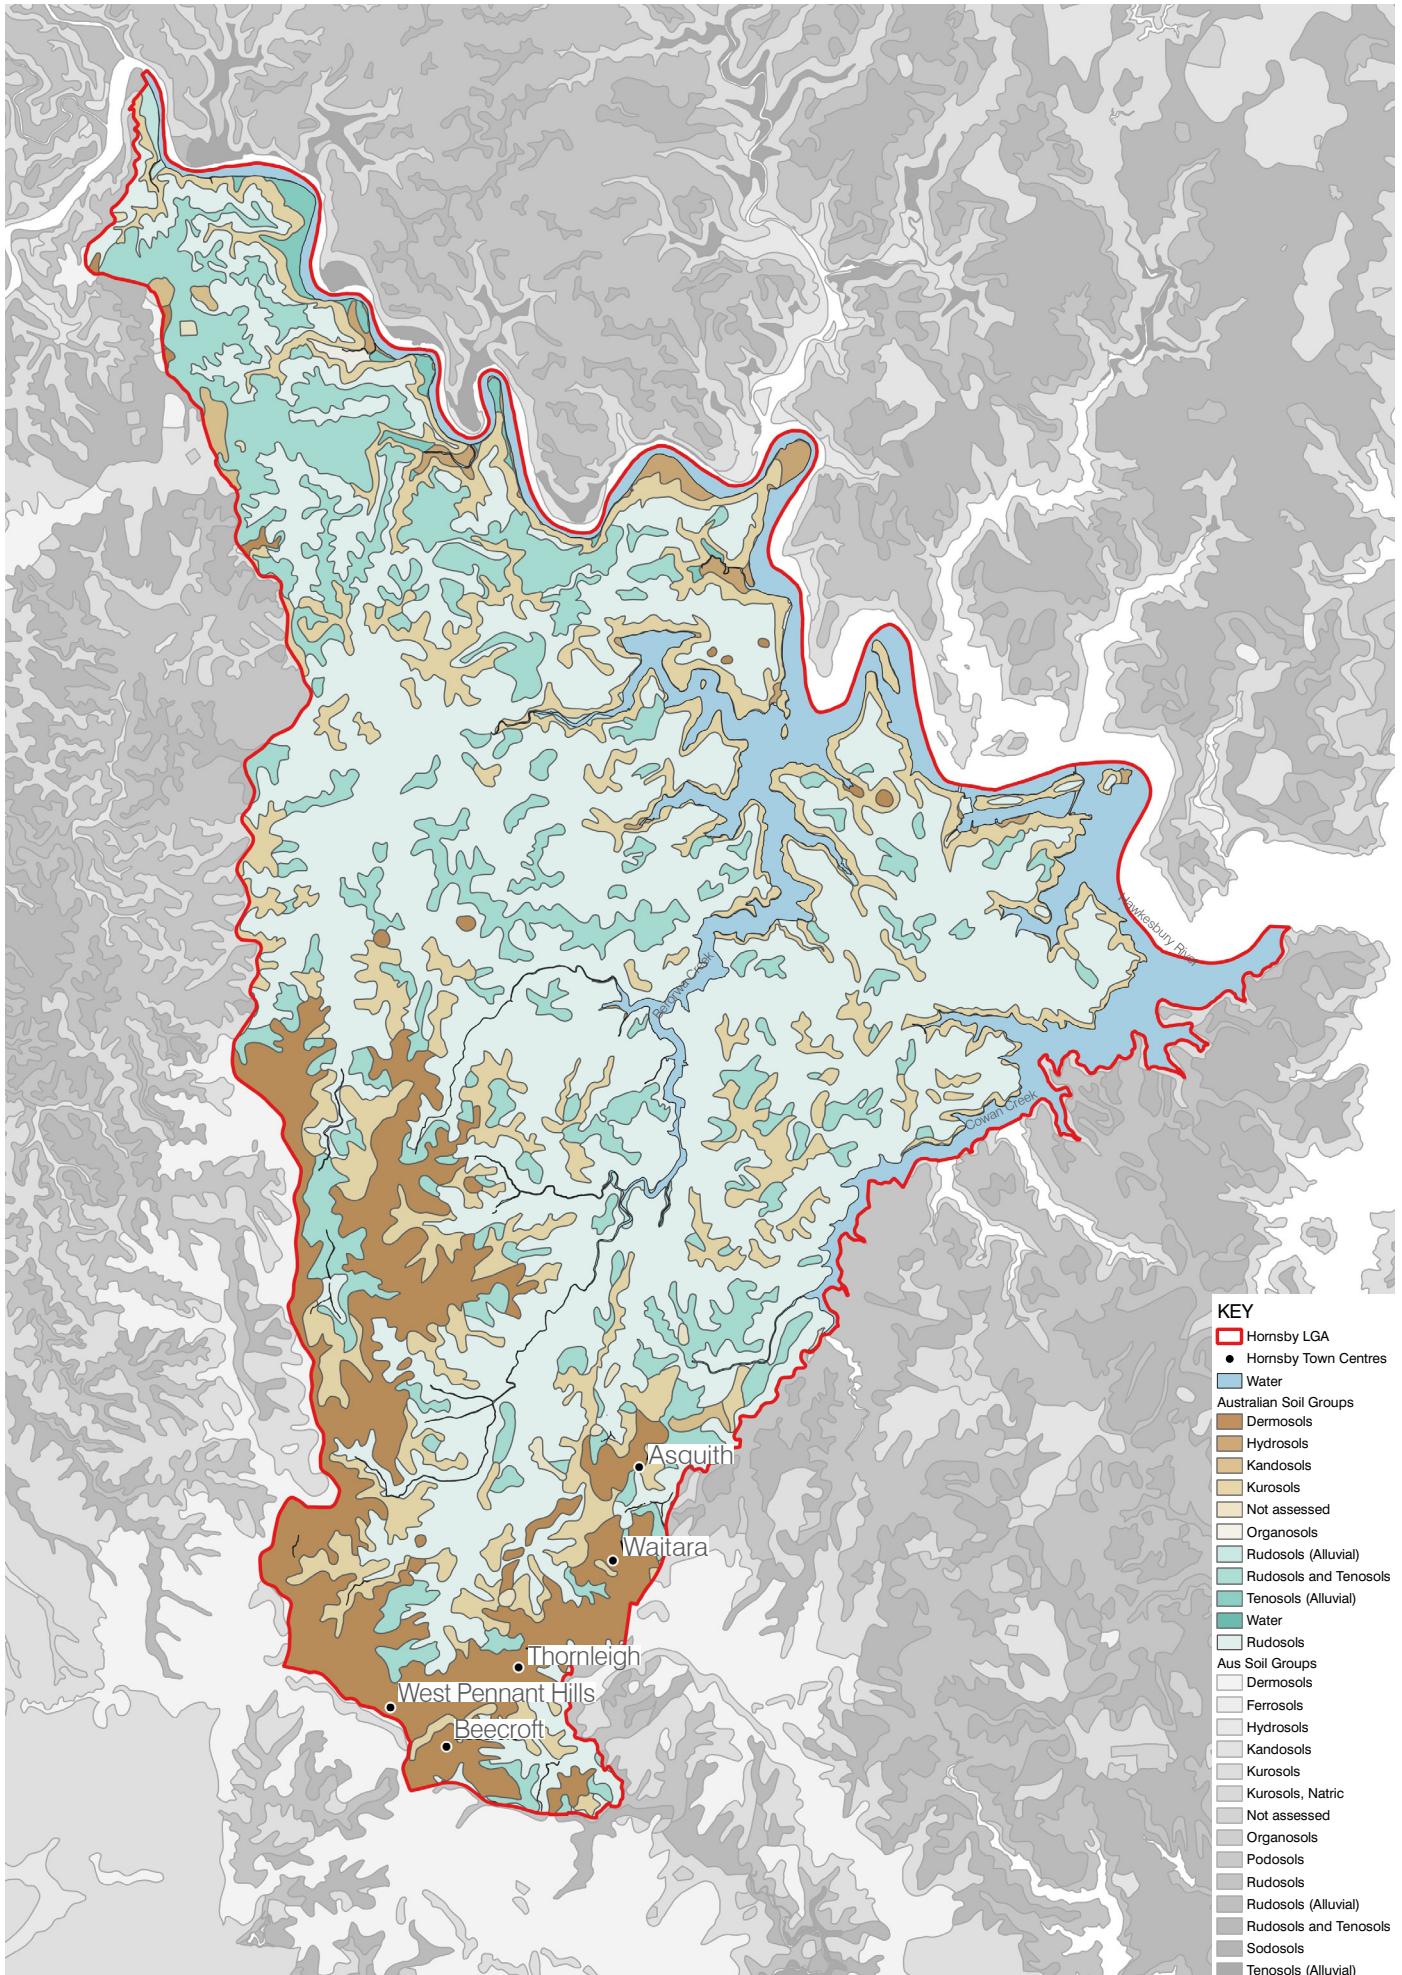 Hawkesbury River
Berorwa Creek
Cowan Creek
Asquith
Waitara
Thornleigh
West Pennant Hills
Beecroft
KEY
Hornsby LGA
Hornsby Town Centres
Water
Australian Soil Groups
Dermosols
Hydrosols
Kandosols
Kurosols
Not assessed
Organosols
Rudosols (Alluvial)
Rudosols and Tenosols
Tenosols (Alluvial)
Water
Rudosols
Aus Soil Groups
Dermosols
Ferrosols
Hydrosols
Kandosols
Kurosols
Kurosols, Natric
Not assessed
Organosols
Podosols
Rudosols
Rudosols (Alluvial)
Rudosols and Tenosols
Sodosols
Tenosols (Alluvial)